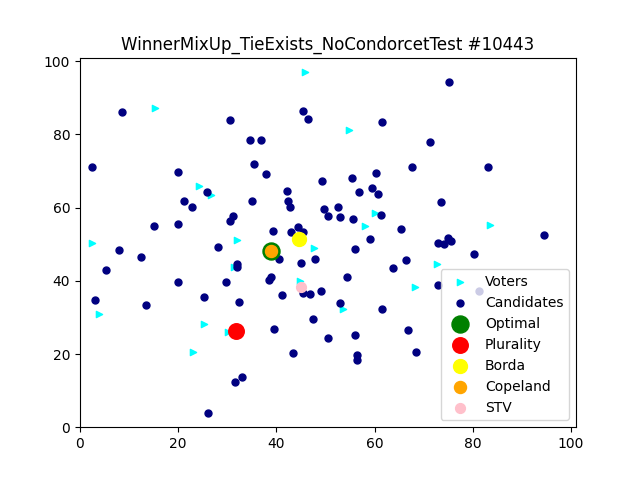 WinnerMixUp_TieExists_NoCondorcetTest #10443
100
80
60
40
20
0
0
20
40
60
80
100
Voters
Candidates
Optimal
Plurality
Borda
Copeland
STV